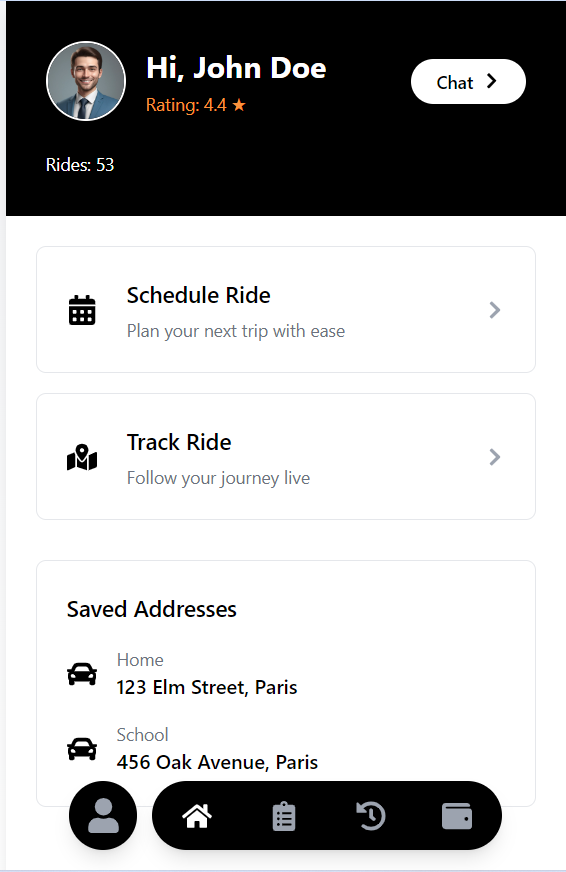 Hi, John Doe
Rating: 4.4 ★
Chat
Rides: 53
Schedule Ride
Plan your next trip with ease
Track Ride
Follow your journey live
Saved Addresses
Home
123 Elm Street, Paris
School
456 Oak Avenue, Paris